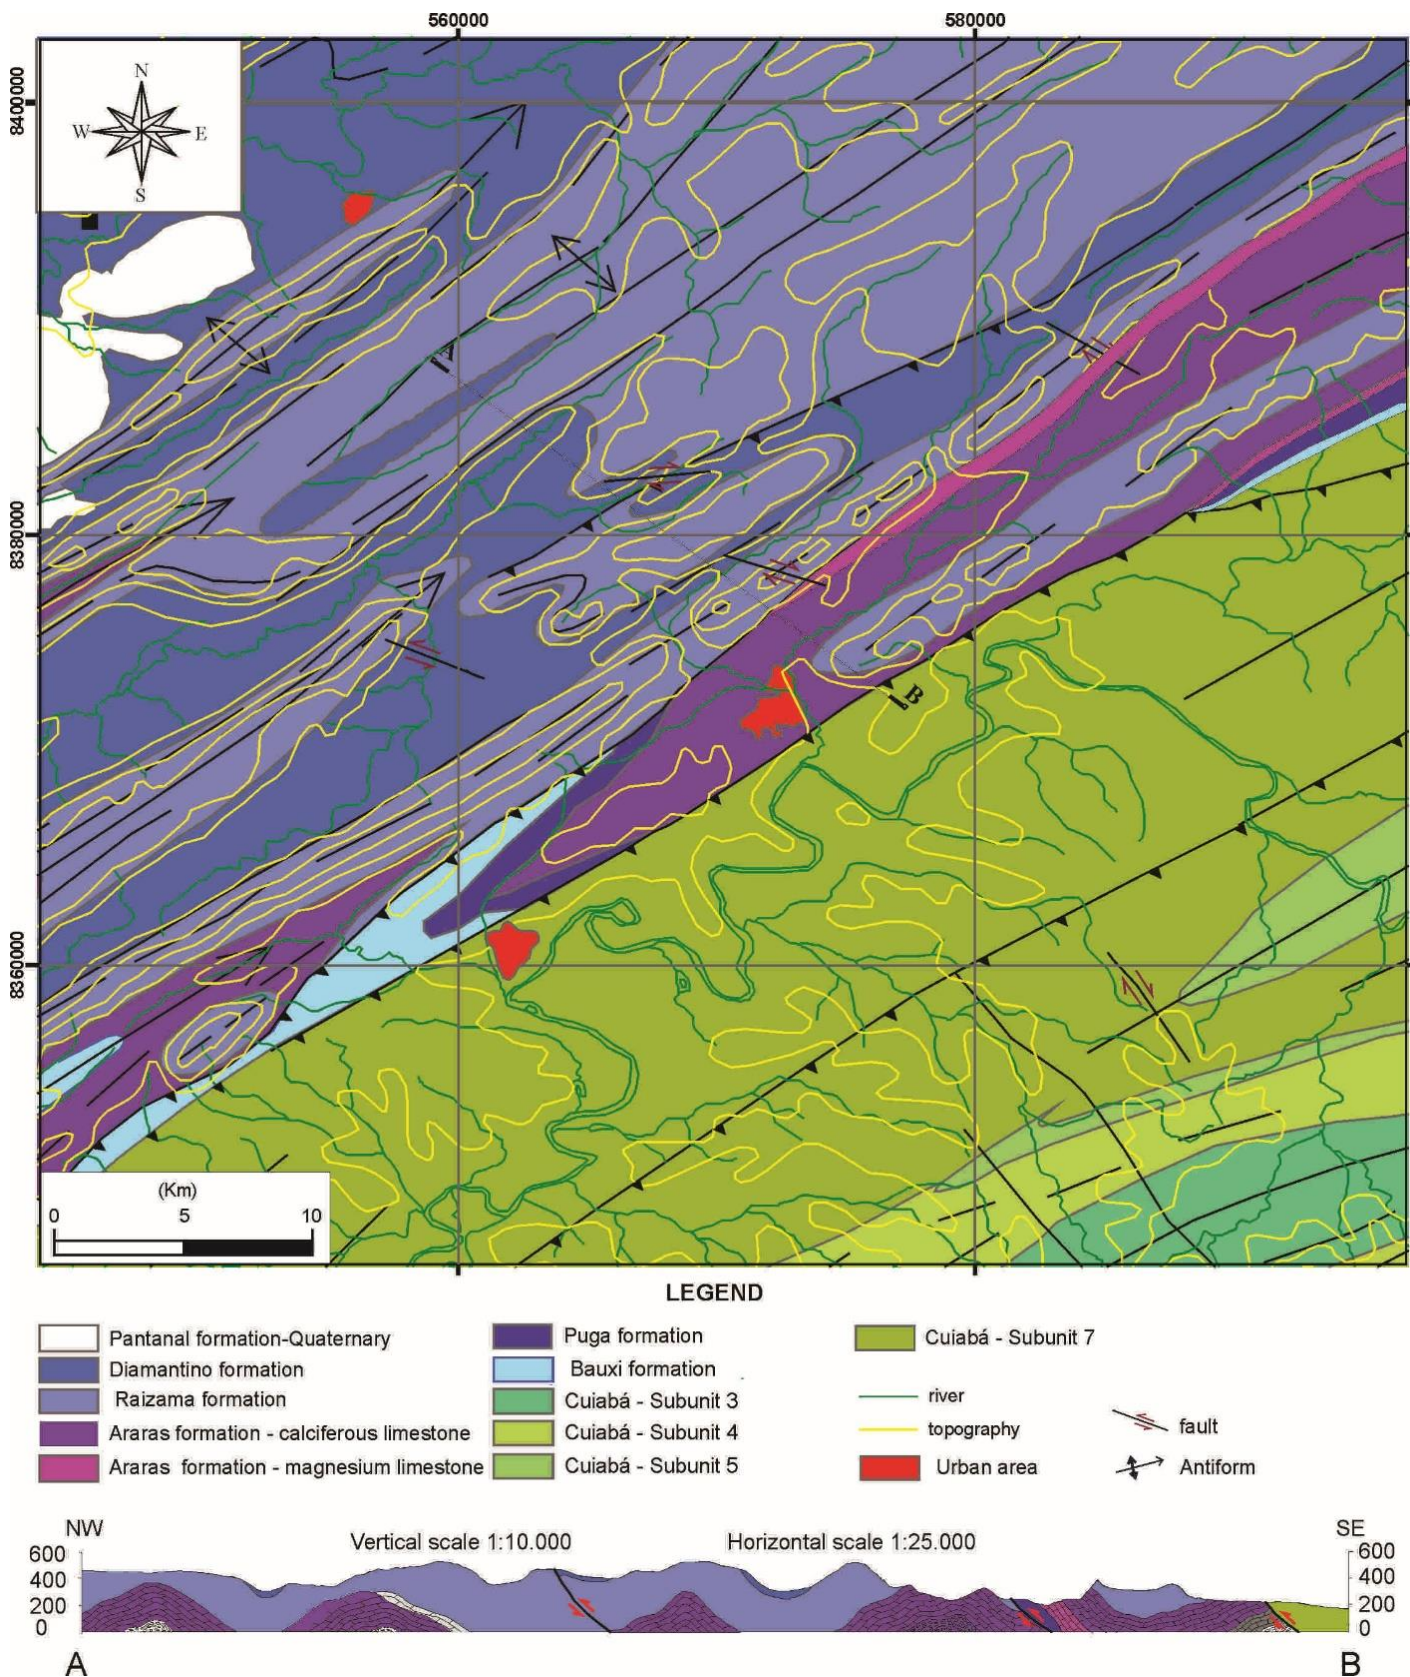 560000
580000
8400000
N
W
E
S
A
8380000
B
8360000
(Km)
0
5
10
LEGEND
Pantanal formation-Quaternary
Diamantino formation
Raizama formation
Araras formation - calciferous limestone
Araras formation - magnesium limestone
Puga formation
Bauxi formation
Cuiabá - Subunit 3
Cuiabá - Subunit 4
Cuiabá - Subunit 5
Cuiabá - Subunit 7
river
topography
Urban area
fault
Antiform
NW
Vertical scale 1:10.000
Horizontal scale 1:25.000
SE
600
400
200
0
600
400
200
0
A
B